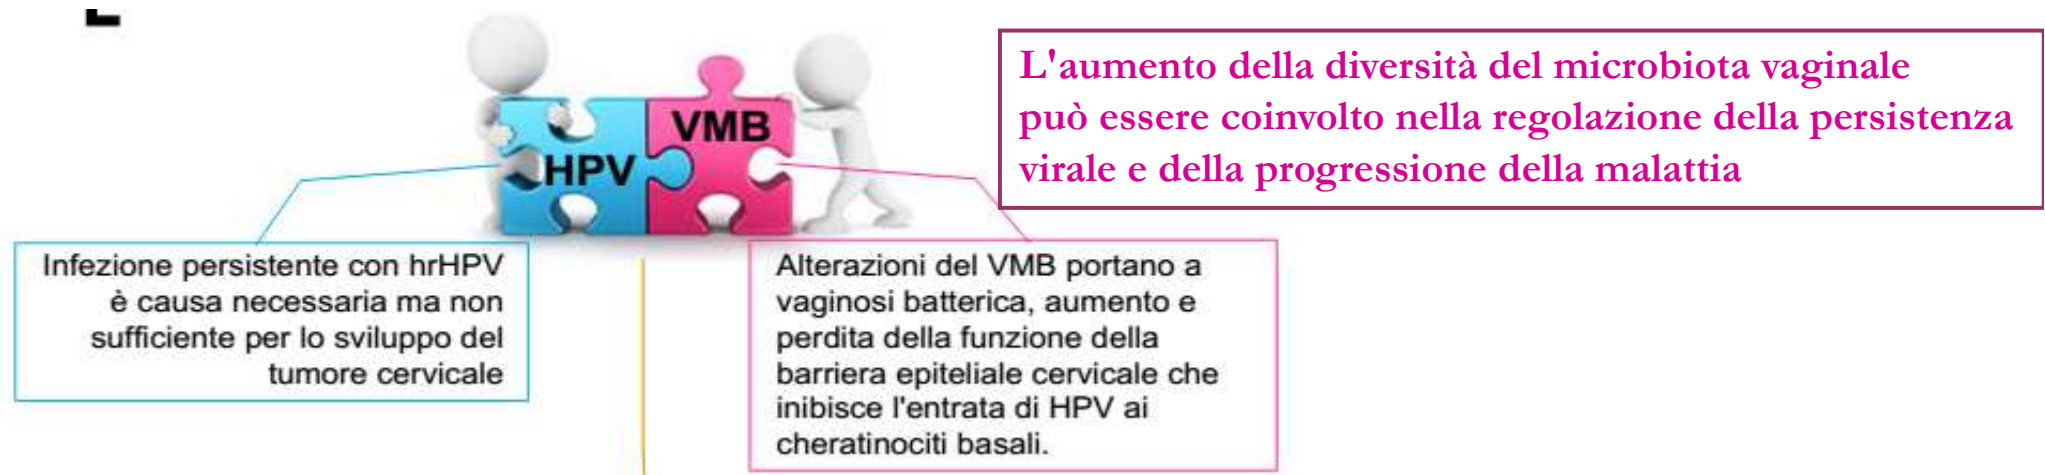 L'aumento della diversità del microbiota vaginale
può essere coinvolto nella regolazione della persistenza
virale e della progressione della malattia
VMB
HPV
Infezione persistente con hrHPV
è causa necessaria ma non
sufficiente per lo sviluppo del
tumore cervicale
Alterazioni del VMB portano a
vaginosi batterica, aumento e
perdita della funzione della
barriera epiteliale cervicale che
inibisce l'entrata di HPV ai
cheratinociti basali.